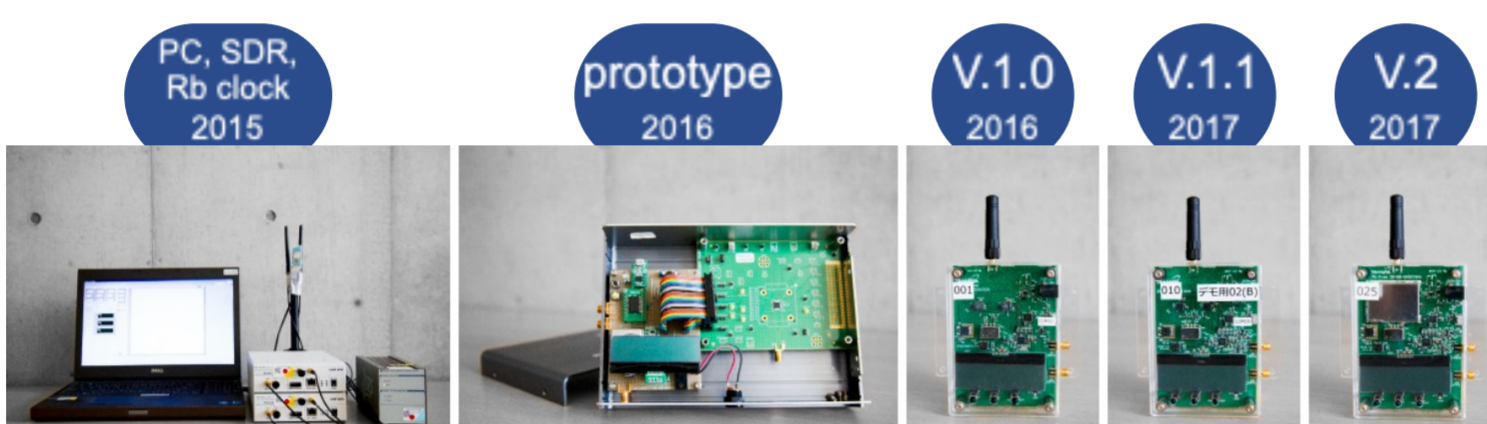 PC, SDR,
Rb clock
2015
prototype
2016
V.1.0
2016
V.1.1
2017
V.2
2017
DELL
001
010
デモ用02(B)
025